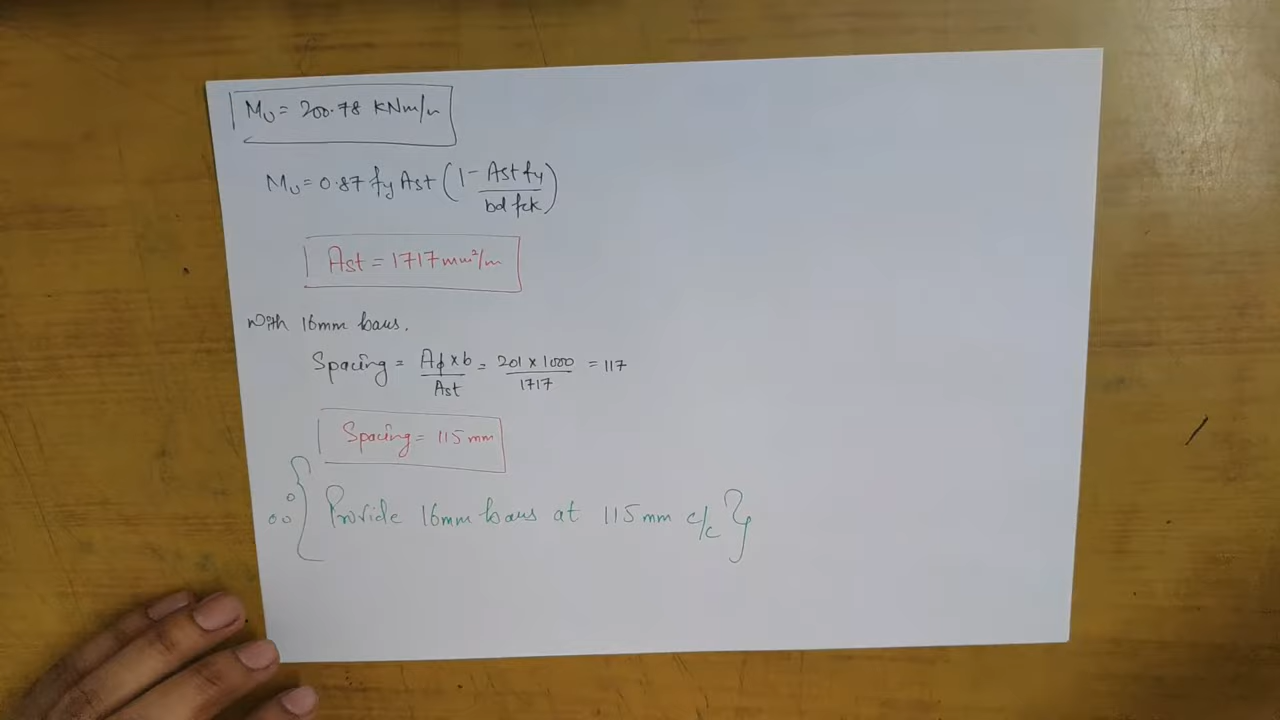 Mu = 200.78 KNm/m
Mu = 0.87 fy Ast (1 - Ast fy / bd fck)
Ast = 1717 mm²/m
With 16mm bars.
Spacing = Aϕ × b / Ast = 201 × 1000 / 1717 = 117
Spacing = 115 mm
∴ { Provide 16mm bars at 115 mm c/c }